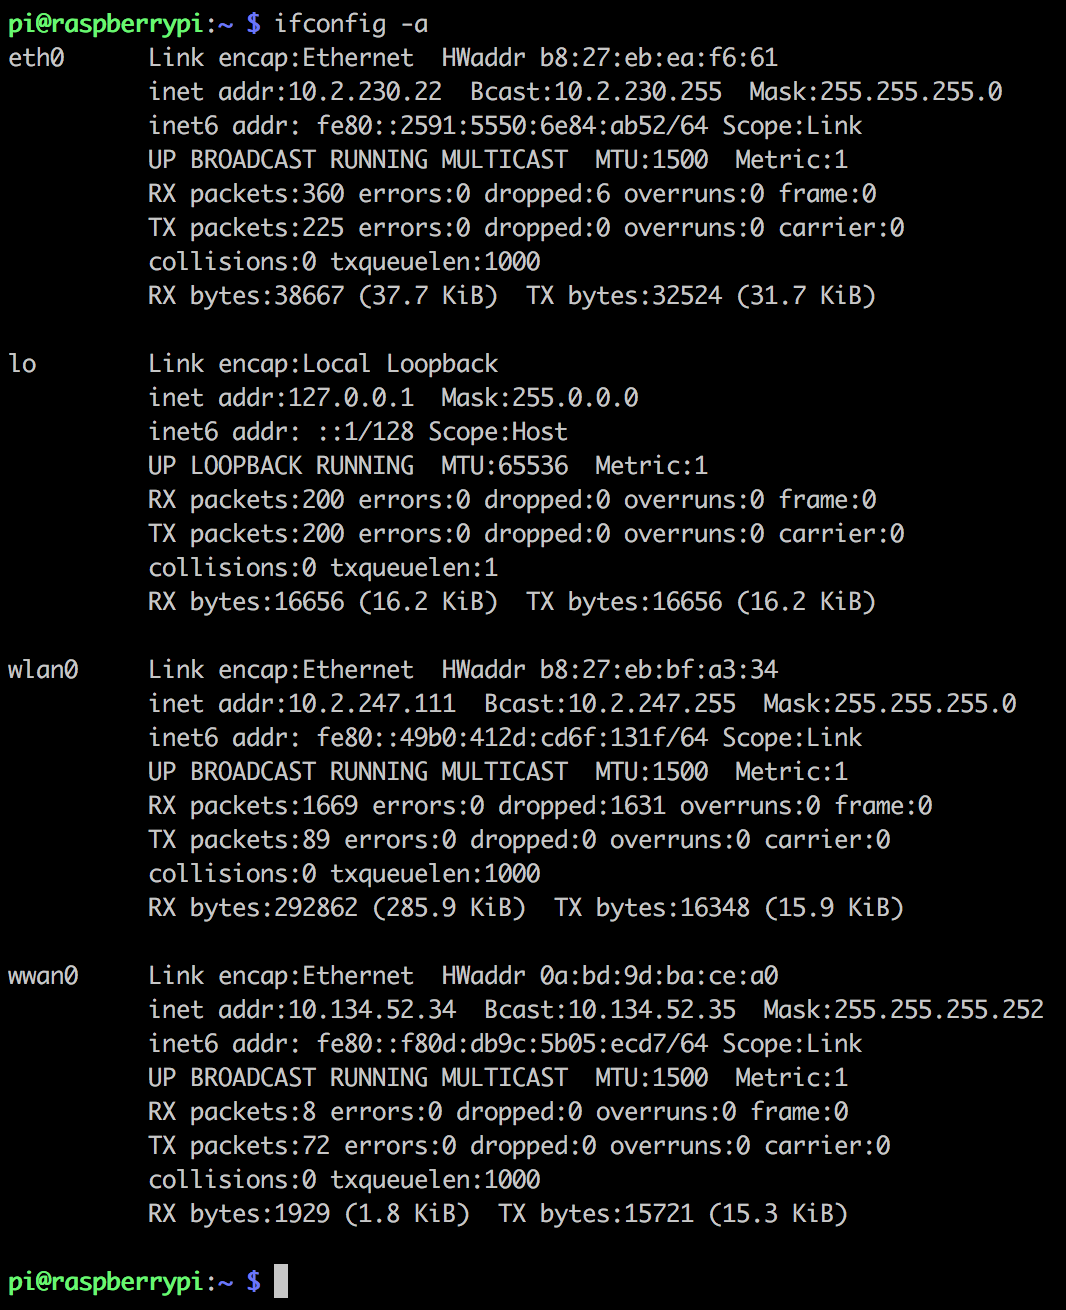 pi@raspberrypi:~ $ ifconfig -a
eth0      Link encap:Ethernet  HWaddr b8:27:eb:ea:f6:61
          inet addr:10.2.230.22  Bcast:10.2.230.255  Mask:255.255.255.0
          inet6 addr: fe80::2591:5550:6e84:ab52/64 Scope:Link
          UP BROADCAST RUNNING MULTICAST  MTU:1500  Metric:1
          RX packets:360 errors:0 dropped:6 overruns:0 frame:0
          TX packets:225 errors:0 dropped:0 overruns:0 carrier:0
          collisions:0 txqueuelen:1000
          RX bytes:38667 (37.7 KiB)  TX bytes:32524 (31.7 KiB)

lo        Link encap:Local Loopback
          inet addr:127.0.0.1  Mask:255.0.0.0
          inet6 addr: ::1/128 Scope:Host
          UP LOOPBACK RUNNING  MTU:65536  Metric:1
          RX packets:200 errors:0 dropped:0 overruns:0 frame:0
          TX packets:200 errors:0 dropped:0 overruns:0 carrier:0
          collisions:0 txqueuelen:1
          RX bytes:16656 (16.2 KiB)  TX bytes:16656 (16.2 KiB)

wlan0     Link encap:Ethernet  HWaddr b8:27:eb:bf:a3:34
          inet addr:10.2.247.111  Bcast:10.2.247.255  Mask:255.255.255.0
          inet6 addr: fe80::49b0:412d:cd6f:131f/64 Scope:Link
          UP BROADCAST RUNNING MULTICAST  MTU:1500  Metric:1
          RX packets:1669 errors:0 dropped:1631 overruns:0 frame:0
          TX packets:89 errors:0 dropped:0 overruns:0 carrier:0
          collisions:0 txqueuelen:1000
          RX bytes:292862 (285.9 KiB)  TX bytes:16348 (15.9 KiB)

wwan0     Link encap:Ethernet  HWaddr 0a:bd:9d:ba:ce:a0
          inet addr:10.134.52.34  Bcast:10.134.52.35  Mask:255.255.255.252
          inet6 addr: fe80::f80d:db9c:5b05:ecd7/64 Scope:Link
          UP BROADCAST RUNNING MULTICAST  MTU:1500  Metric:1
          RX packets:8 errors:0 dropped:0 overruns:0 frame:0
          TX packets:72 errors:0 dropped:0 overruns:0 carrier:0
          collisions:0 txqueuelen:1000
          RX bytes:1929 (1.8 KiB)  TX bytes:15721 (15.3 KiB)

pi@raspberrypi:~ $